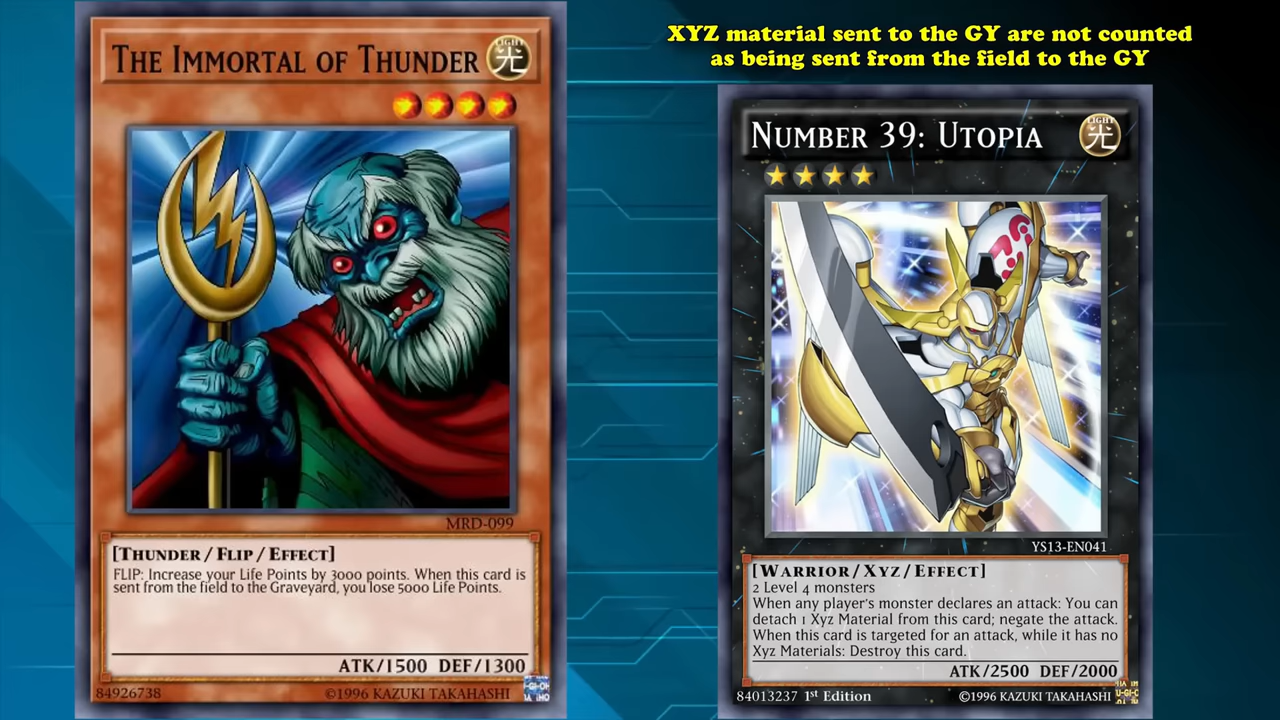 THE IMMORTAL OF THUNDER
LIGHT
光
MRD-099
[THUNDER / FLIP / EFFECT]
FLIP: Increase your Life Points by 3000 points. When this card is
sent from the field to the Graveyard, you lose 5000 Life Points.
ATK/1500 DEF/1300
84926738
©1996 KAZUKI TAKAHASHI
XYZ material sent to the GY are not counted
as being sent from the field to the GY
NUMBER 39: UTOPIA
LIGHT
光
YS13-EN041
[WARRIOR / XYZ / EFFECT]
2 Level 4 monsters
When any player's monster declares an attack: You can
detach 1 Xyz Material from this card; negate the attack.
When this card is targeted for an attack, while it has no
Xyz Materials: Destroy this card.
ATK/2500 DEF/2000
84013237 1st Edition
©1996 KAZUKI TAKAHASHI